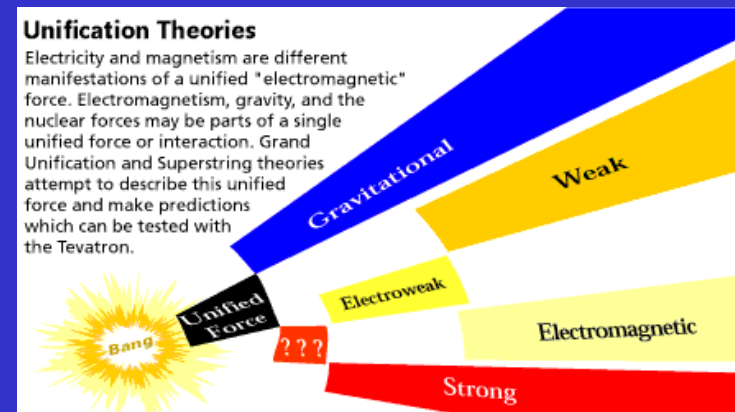 Unification Theories
Electricity and magnetism are different
manifestations of a unified "electromagnetic"
force. Electromagnetism, gravity, and the
nuclear forces may be parts of a single
unified force or interaction. Grand
Unification and Superstring theories
attempt to describe this unified
force and make predictions
which can be tested with
the Tevatron.
Gravitational
Weak
Electroweak
Unified
Force
Electromagnetic
Bang
? ? ?
Strong